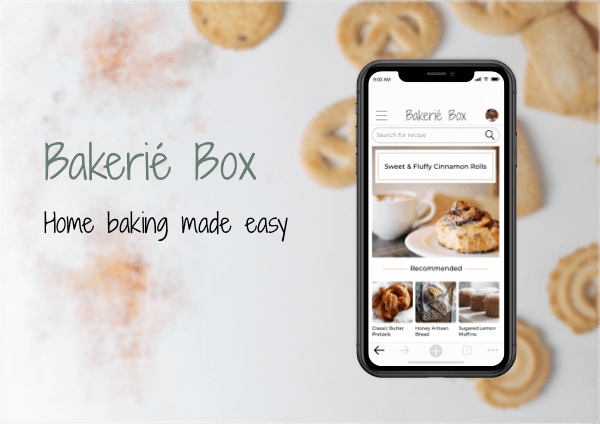 Bakerié Box
Home baking made easy
9:00 AM
Bakerié Box
Search for recipe
Sweet & Fluffy Cinnamon Rolls
Recommended
Classic Butter Pretzels
Honey Artisan Bread
Sugared Lemon Muffins